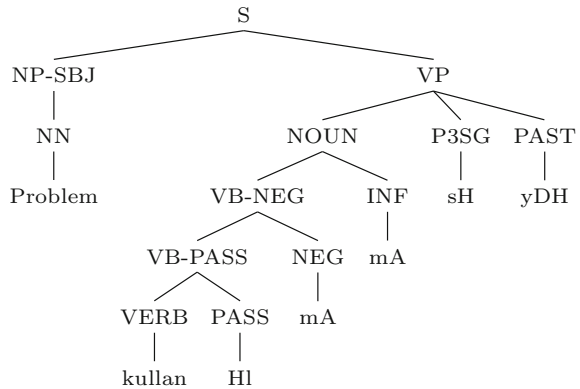 S
NP-SBJ VP
NN NOUN P3SG PAST
Problem VB-NEG INF sH yDH
VB-PASS NEG mA
VERB PASS mA
kullan Hl